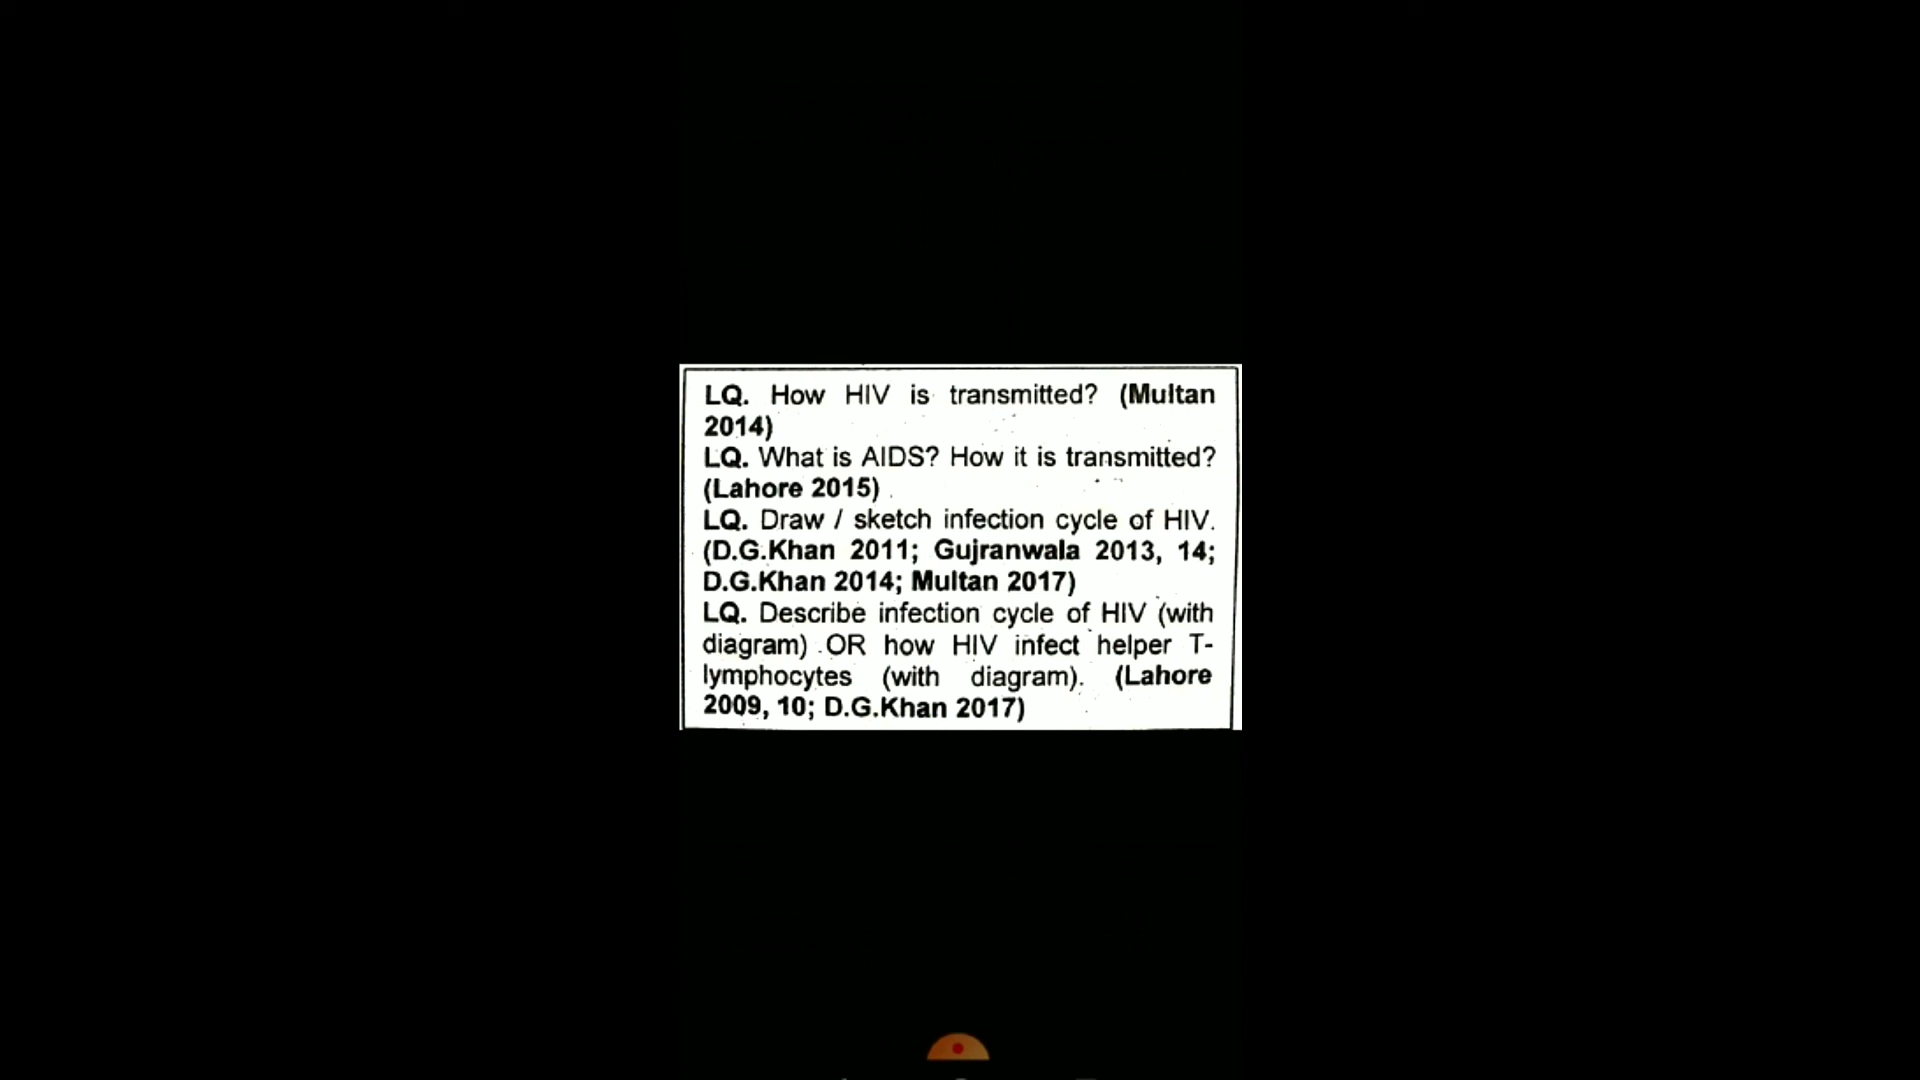 LQ. How HIV is transmitted? (Multan
2014)
LQ. What is AIDS? How it is transmitted?
(Lahore 2015)
LQ. Draw / sketch infection cycle of HIV.
(D.G.Khan 2011; Gujranwala 2013, 14;
D.G.Khan 2014; Multan 2017)
LQ. Describe infection cycle of HIV (with
diagram) OR how HIV infect helper T-
lymphocytes (with diagram). (Lahore
2009, 10; D.G.Khan 2017)